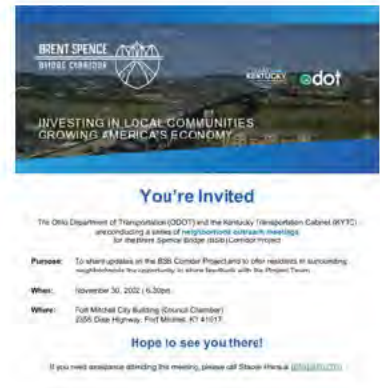 BRENT SPENCE
BRIDGE CORRIDOR
KENTUCKY
odot
INVESTING IN LOCAL COMMUNITIES
GROWING AMERICA'S ECONOMY
You're Invited
The Ohio Department of Transportation (ODOT) and the Kentucky Transportation Cabinet (KYTC)
are conducting a series of neighborhood outreach meetings
for the Brent Spence Bridge (BSB) Corridor Project
Purpose: To share updates on the BSB Corridor Project and to offer residents in surrounding
neighborhoods the opportunity to share feedback with the Project Team
When: November 30, 2002 | 6:30pm
Where: Fort Mitchell City Building (Council Chamber)
Dixie Highway, Fort Mitchell, KY 41017
Hope to see you there!
If you need assistance attending the meeting, please call Stacee